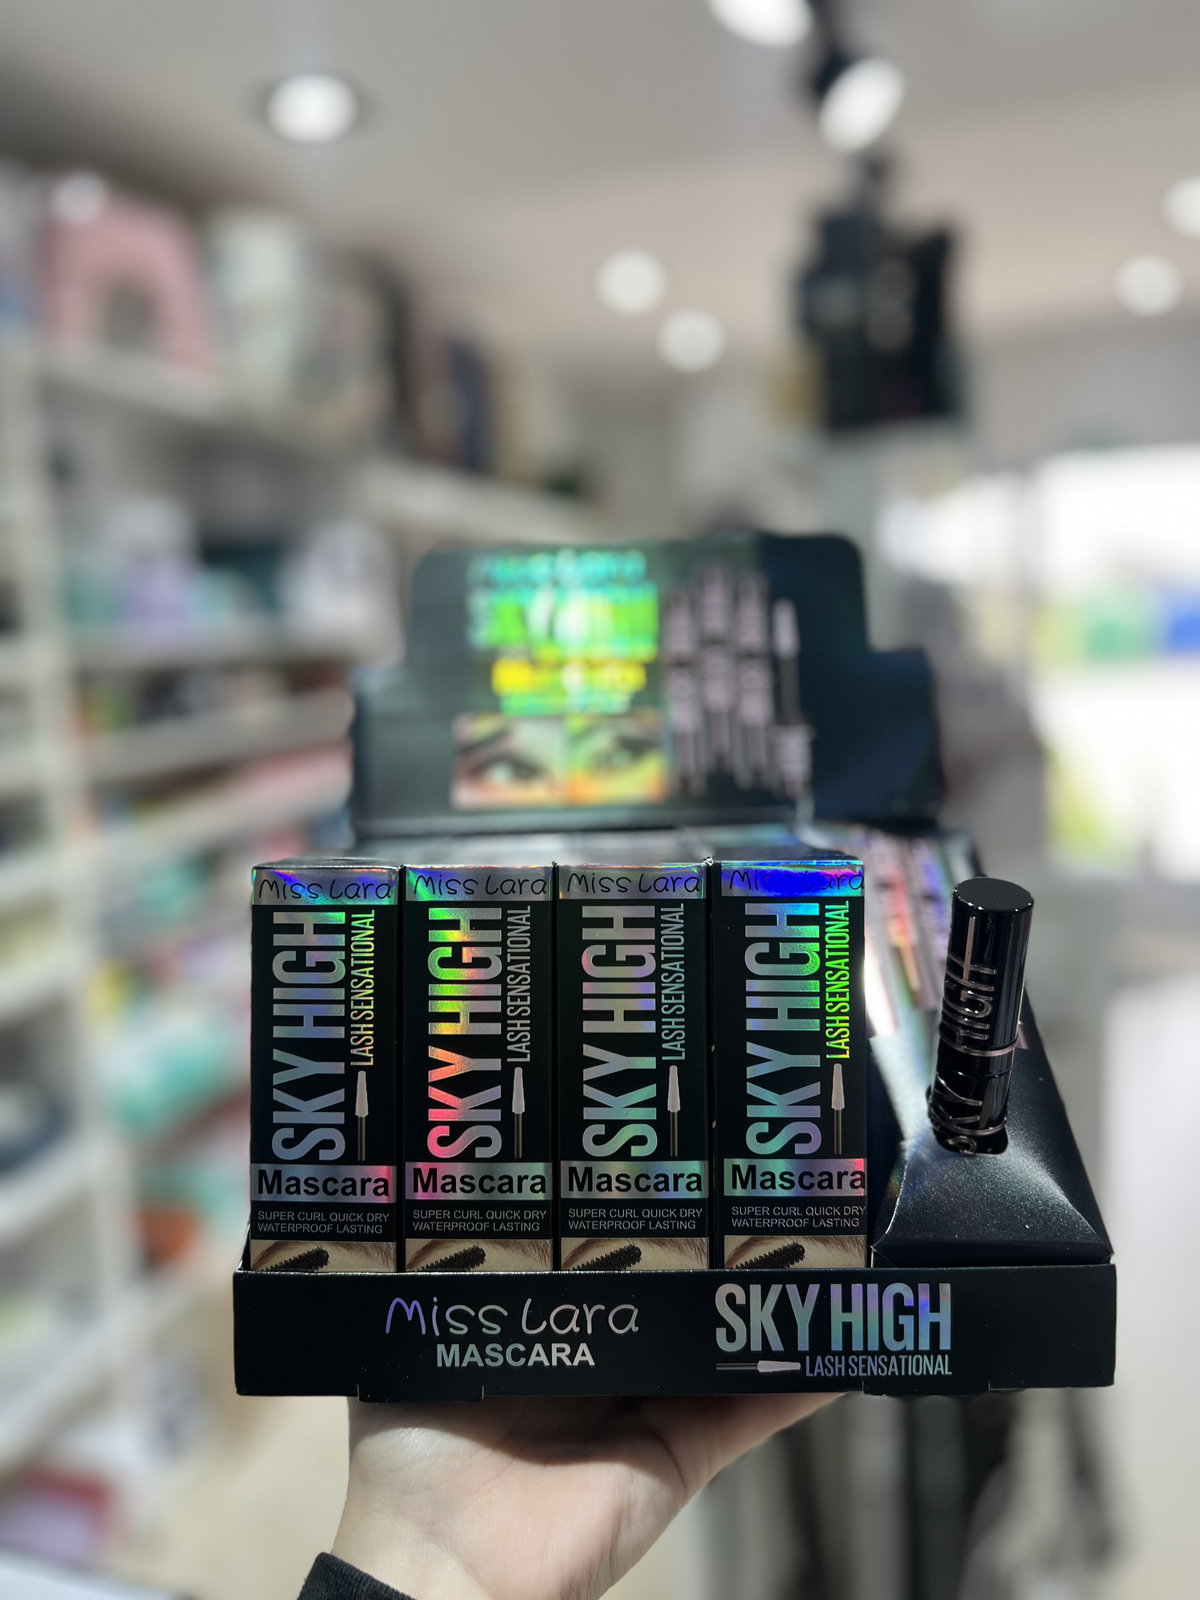 Miss Lara
SKY HIGH
LASH SENSATIONAL
Mascara
SUPER CURL QUICK DRY
WATERPROOF LASTING
Miss Lara
SKY HIGH
LASH SENSATIONAL
Mascara
SUPER CURL QUICK DRY
WATERPROOF LASTING
Miss Lara
SKY HIGH
LASH SENSATIONAL
Mascara
SUPER CURL QUICK DRY
WATERPROOF LASTING
Miss Lara
SKY HIGH
LASH SENSATIONAL
Mascara
SUPER CURL QUICK DRY
WATERPROOF LASTING
SKY HIGH
Miss Lara
MASCARA
SKY HIGH
LASH SENSATIONAL